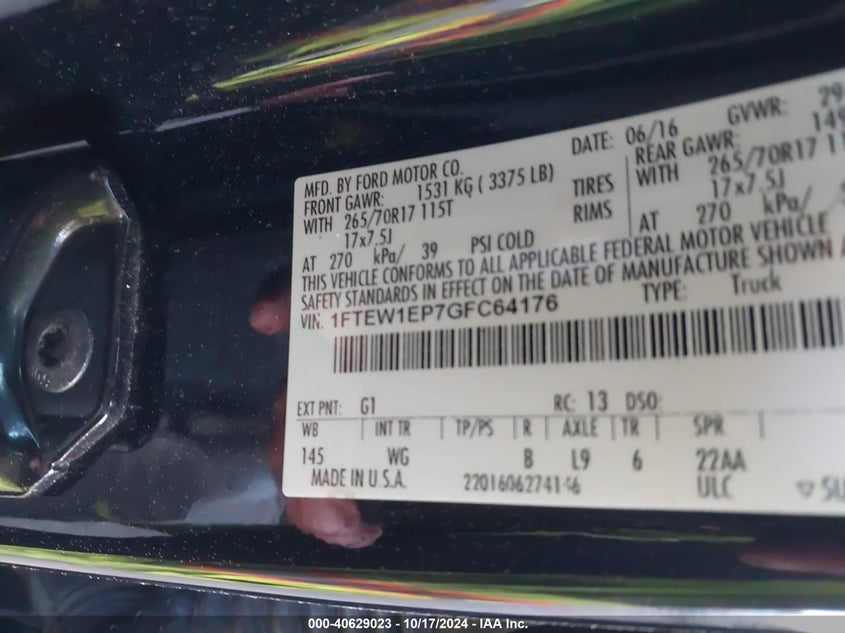 MFD. BY FORD MOTOR CO. DATE: 06/16 GVWR: 29
FRONT GAWR: 1531 KG ( 3375 LB) REAR GAWR: 149
WITH 265/70R17 115T TIRES WITH 265/70R17 11
17x7.5J RIMS 17x7.5J
AT 270 kPa/ 39 PSI COLD AT 270 kPa/
THIS VEHICLE CONFORMS TO ALL APPLICABLE FEDERAL MOTOR VEHICLE
SAFETY STANDARDS IN EFFECT ON THE DATE OF MANUFACTURE SHOWN
VIN: 1FTEW1EP7GFC64176 TYPE: Truck
EXT PNT: G1 RC: 13 DSO:
WB INT TR TP/PS R AXLE TR SPR
145 WG B L9 6 22AA
MADE IN U.S.A. ULC
000-40629023 - 10/17/2024 - IAA Inc.